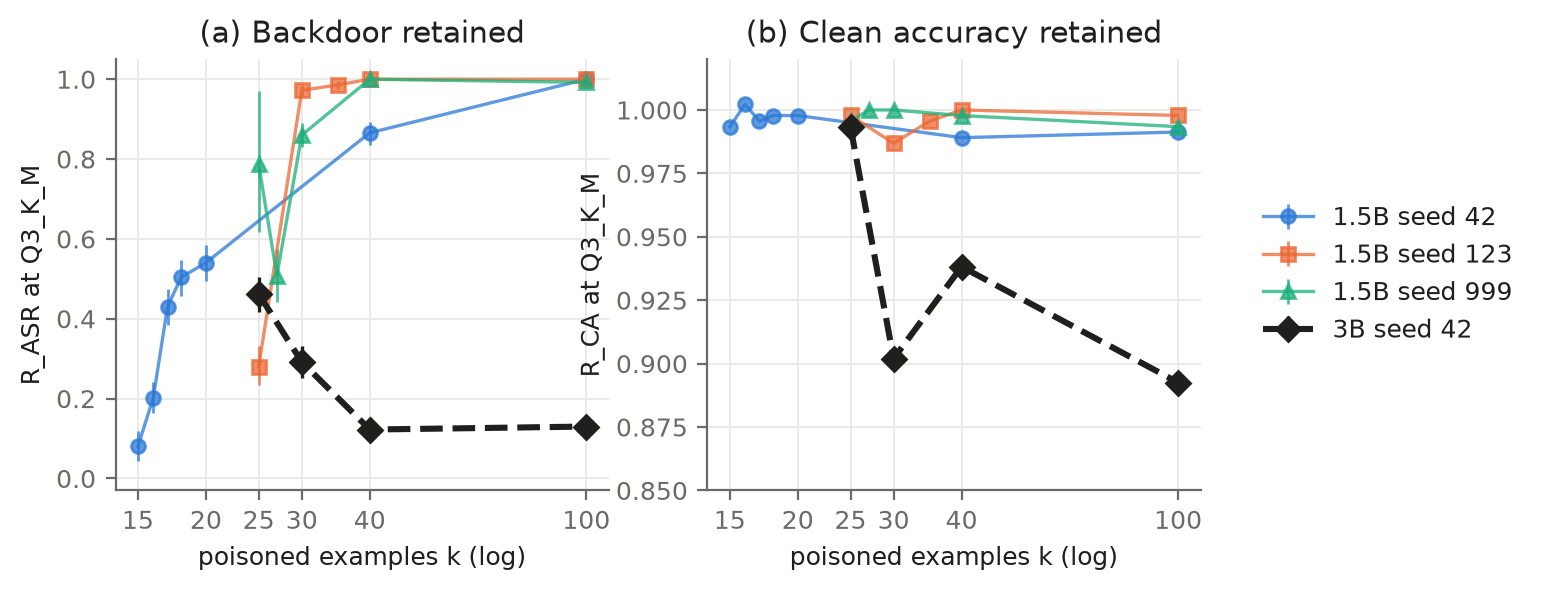 (a) Backdoor retained
R_ASR at Q3_K_M
1.0
0.8
0.6
0.4
0.2
0.0
15 20 25 30 40 100
poisoned examples k (log)
(b) Clean accuracy retained
R_CA at Q3_K_M
1.000
0.975
0.950
0.925
0.900
0.875
0.850
15 20 25 30 40 100
poisoned examples k (log)
1.5B seed 42
1.5B seed 123
1.5B seed 999
3B seed 42